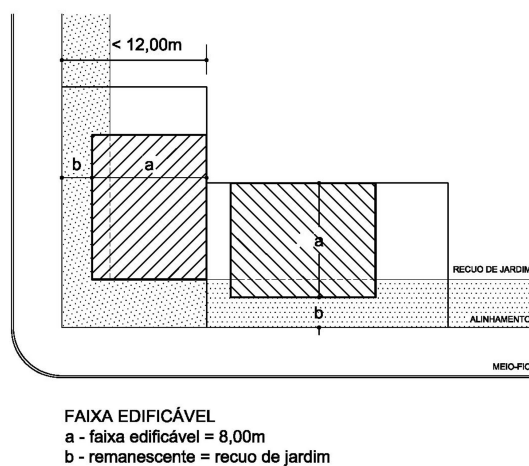 < 12,00m
b
a
a
b
RECUO DE JARDIM
ALINHAMENTO
MEIO-FIO
FAIXA EDIFICÁVEL
a - faixa edificável = 8,00m
b - remanescente = recuo de jardim